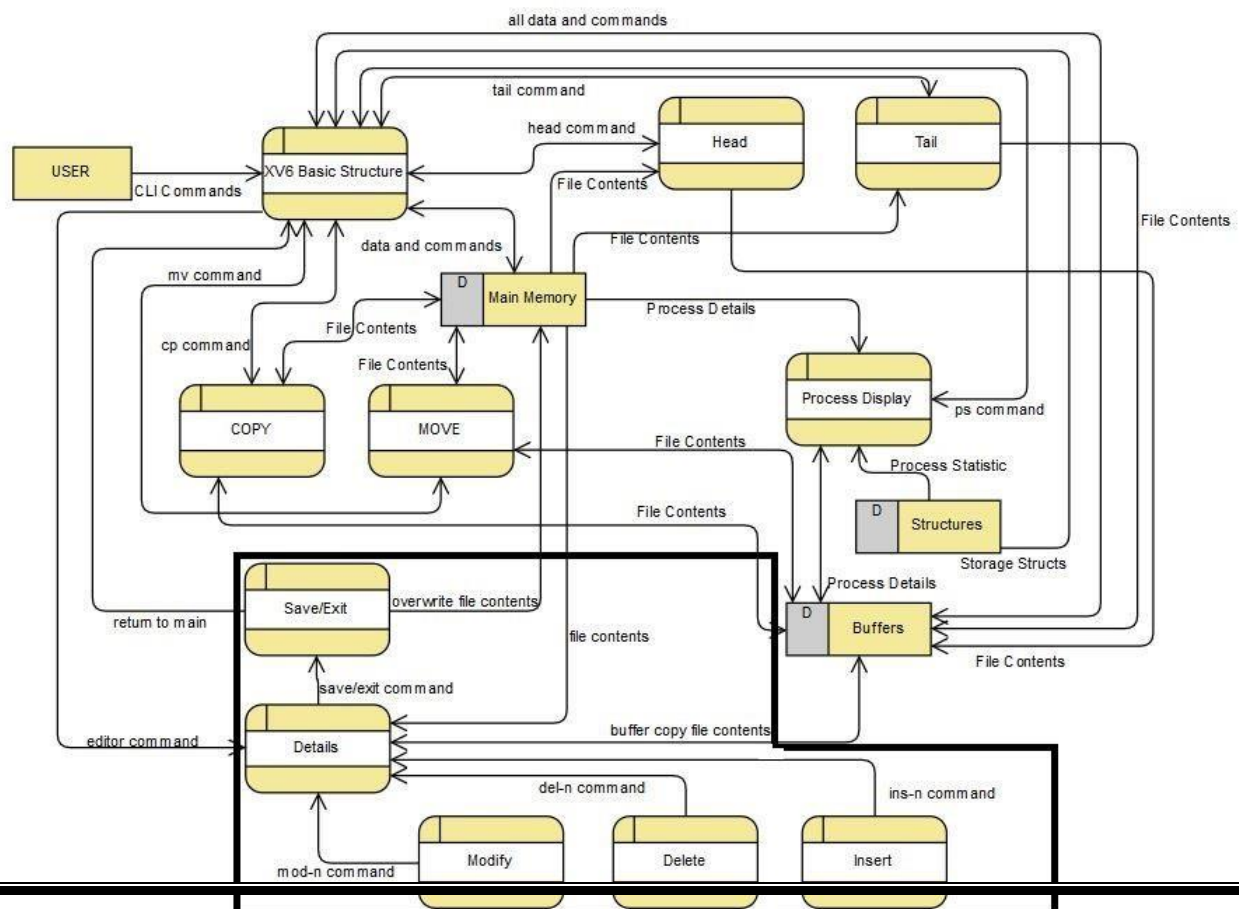 all data and commands
tail command
head command
Head
Tail
USER
XV6 Basic Structure
CLI Commands
File Contents
File Contents
File Contents
data and commands
mv command
D
Main Memory
Process Details
File Contents
cp command
File Contents
Process Display
ps command
COPY
MOVE
File Contents
Process Statistic
File Contents
D
Structures
Storage Structs
Process Details
Save/Exit
overwrite file contents
D
Buffers
return to main
file contents
File Contents
save/exit command
buffer copy file contents
editor command
Details
del-n command
ins-n command
Modify
Delete
Insert
mod-n command